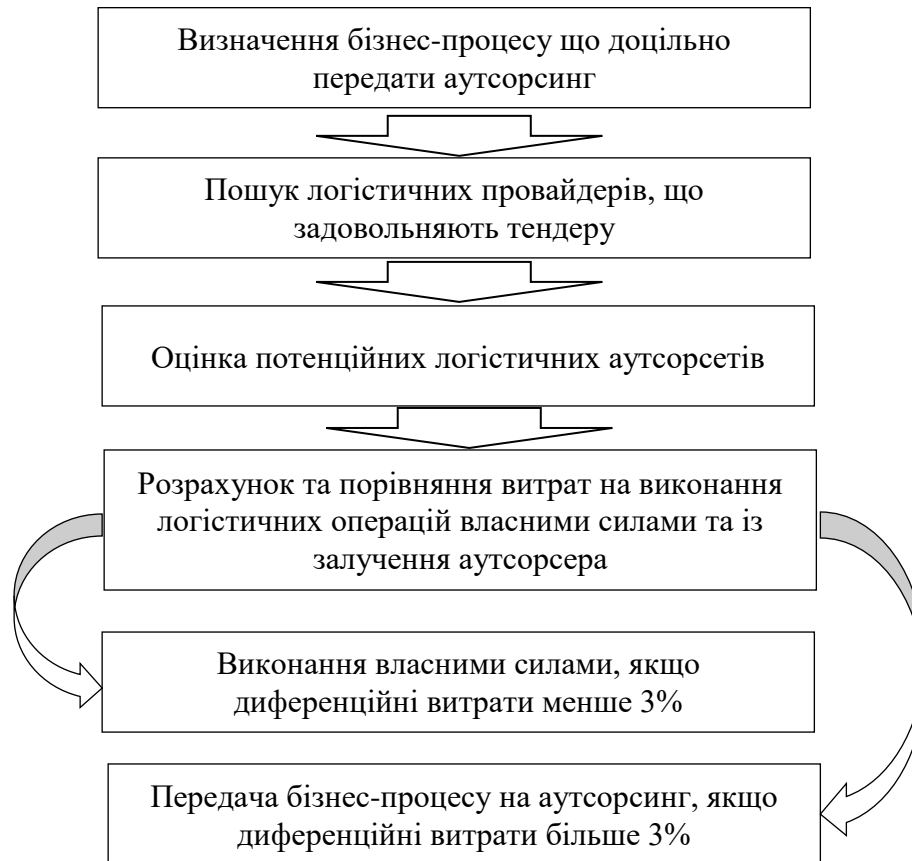 Визначення бізнес-процесу що доцільно
передати аутсорсинг
Пошук логістичних провайдерів, що
задовольняють тендеру
Оцінка потенційних логістичних аутсорсетів
Розрахунок та порівняння витрат на виконання
логістичних операцій власними силами та із
залучення аутсорсера
Виконання власними силами, якщо
диференційні витрати менше 3%
Передача бізнес-процесу на аутсорсинг, якщо
диференційні витрати більше 3%